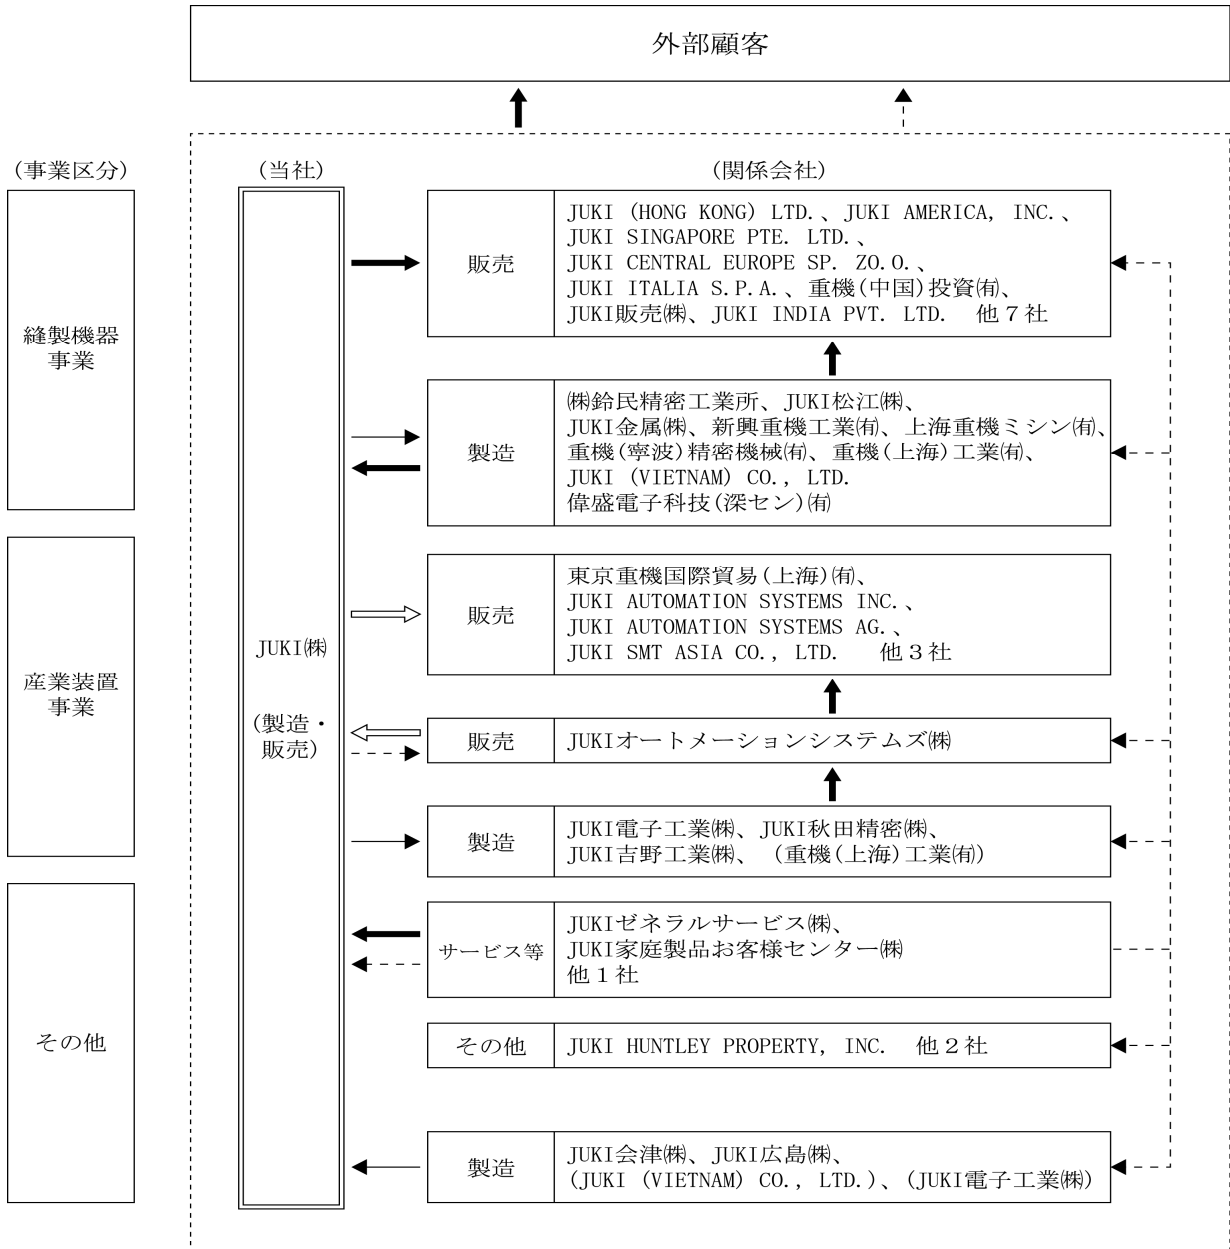 外部顧客
(事業区分)
(当社)
(関係会社)
縫製機器
事業
産業装置
事業
その他
JUKI㈱
(製造・
販売)
販売
JUKI (HONG KONG) LTD.、JUKI AMERICA, INC.、
JUKI SINGAPORE PTE. LTD.、
JUKI CENTRAL EUROPE SP. ZO.O.、
JUKI ITALIA S.P.A.、重機(中国)投資㈲、
JUKI販売㈱、JUKI INDIA PVT. LTD.　他7社
製造
㈱鈴民精密工業所、JUKI松江㈱、
JUKI金属㈱、新興重機工業㈲、上海重機ミシン㈲、
重機(寧波)精密機械㈲、重機(上海)工業㈲、
JUKI (VIETNAM) CO., LTD.
偉盛電子科技(深セン)㈲
販売
東京重機国際貿易(上海)㈲、
JUKI AUTOMATION SYSTEMS INC.、
JUKI AUTOMATION SYSTEMS AG.、
JUKI SMT ASIA CO., LTD.　他3社
販売
JUKIオートメーションシステムズ㈱
製造
JUKI電子工業㈱、JUKI秋田精密㈱、
JUKI吉野工業㈱、(重機(上海)工業㈲)
サービス等
JUKIゼネラルサービス㈱、
JUKI家庭製品お客様センター㈱
他1社
その他
JUKI HUNTLEY PROPERTY, INC.　他2社
製造
JUKI会津㈱、JUKI広島㈱、
(JUKI (VIETNAM) CO., LTD.)、(JUKI電子工業㈱)